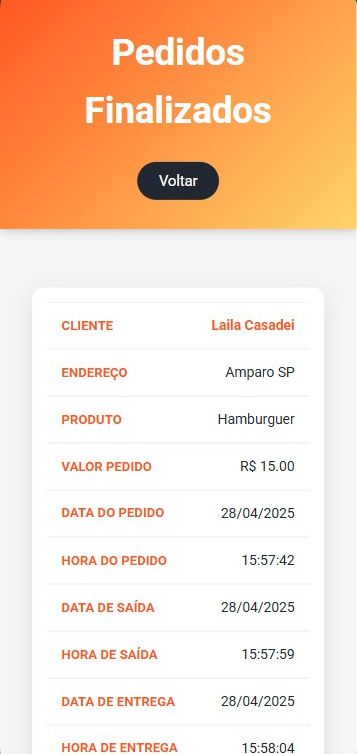 Pedidos
Finalizados
Voltar
CLIENTE Laila Casadei
ENDEREÇO Amparo SP
PRODUTO Hamburguer
VALOR PEDIDO R$ 15.00
DATA DO PEDIDO 28/04/2025
HORA DO PEDIDO 15:57:42
DATA DE SAÍDA 28/04/2025
HORA DE SAÍDA 15:57:59
DATA DE ENTREGA 28/04/2025
HORA DE ENTREGA 15:58:04